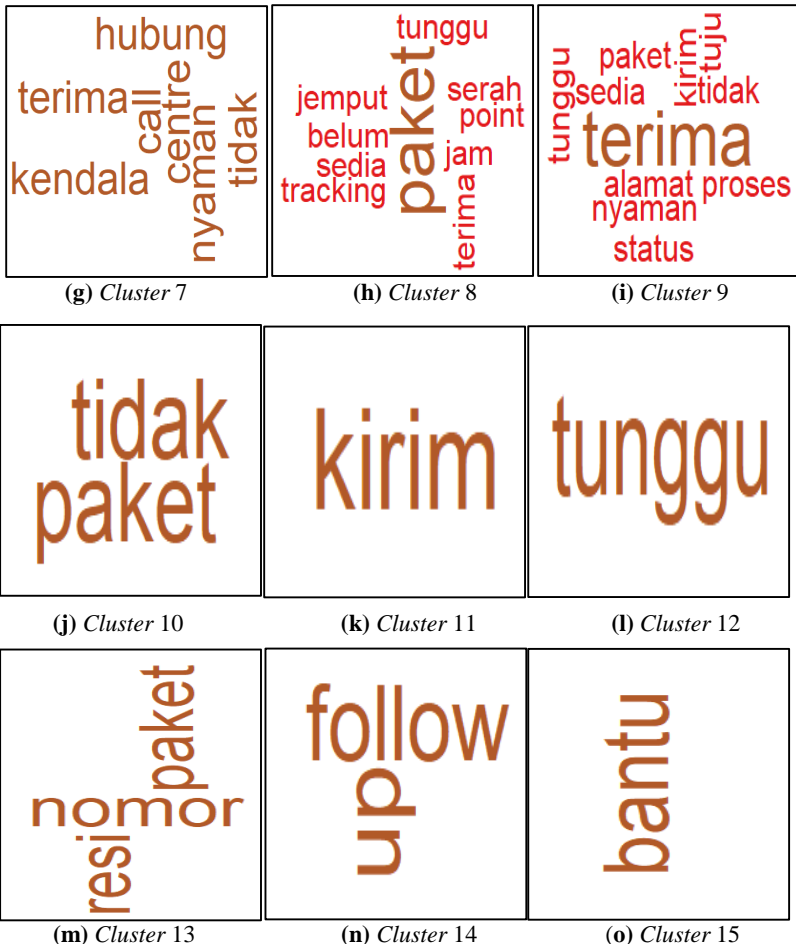 hubung
terima
call
centre
kendala
nyaman
tidak
(g) Cluster 7
tunggu
paket
jemput
serah
point
belum
sedia
jam
tracking
terima
(h) Cluster 8
tunggu
paket
kirim
tuju
sedia
tidak
terima
alamat
proses
nyaman
status
(i) Cluster 9
tidak
paket
(j) Cluster 10
kirim
(k) Cluster 11
tunggu
(l) Cluster 12
paket
nomor
resi
(m) Cluster 13
follow
up
(n) Cluster 14
bantu
(o) Cluster 15